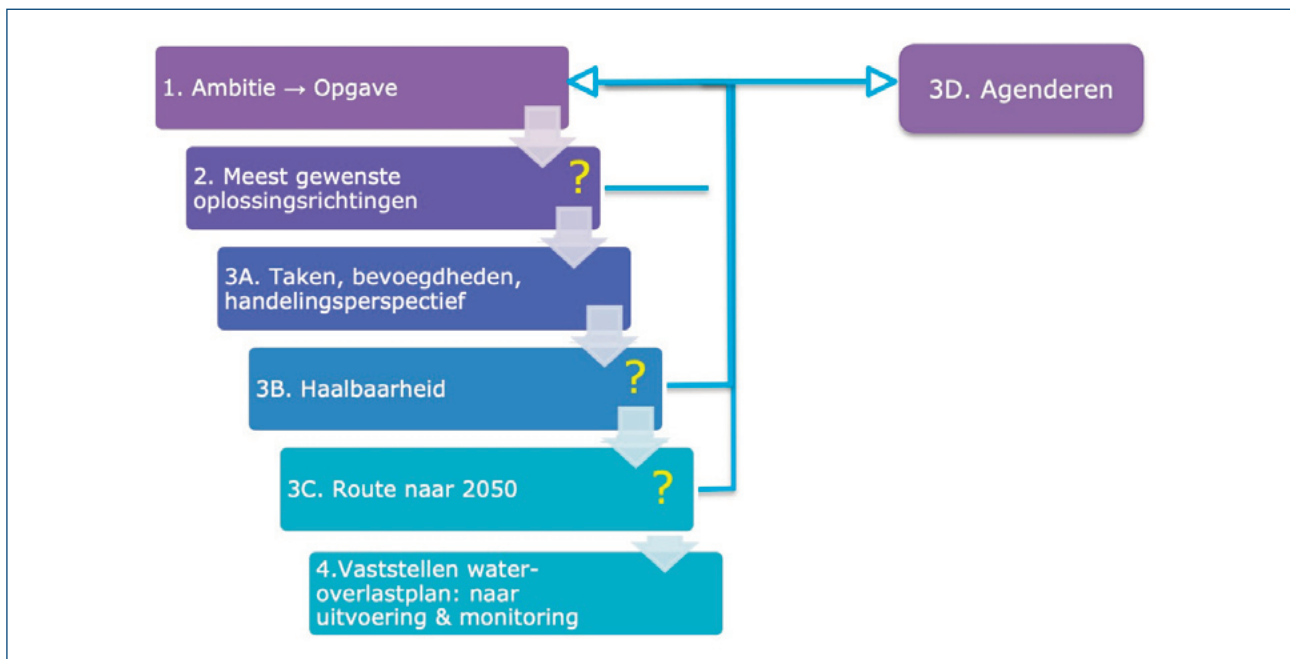 1. Ambitie → Opgave
3D. Agenderen
2. Meest gewenste
oplossingsrichtingen
?
3A. Taken, bevoegdheden,
handelingsperspectief
3B. Haalbaarheid
?
3C. Route naar 2050
?
4.Vaststellen water-
overlastplan: naar
uitvoering & monitoring